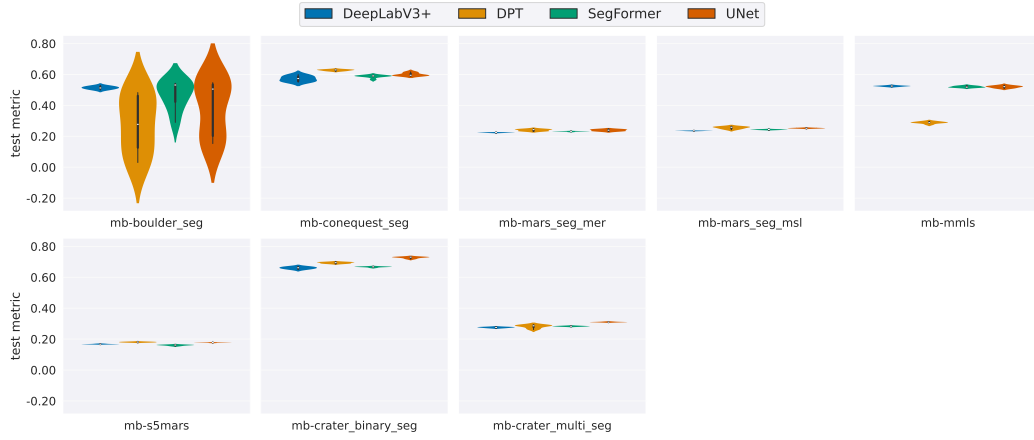 DeepLabV3+ DPT SegFormer UNet
0.80
0.60
0.40
0.20
0.00
-0.20
test metric
mb-boulder_seg mb-conequest_seg mb-mars_seg_mer mb-mars_seg_msl mb-mmls
0.80
0.60
0.40
0.20
0.00
-0.20
test metric
mb-s5mars mb-crater_binary_seg mb-crater_multi_seg